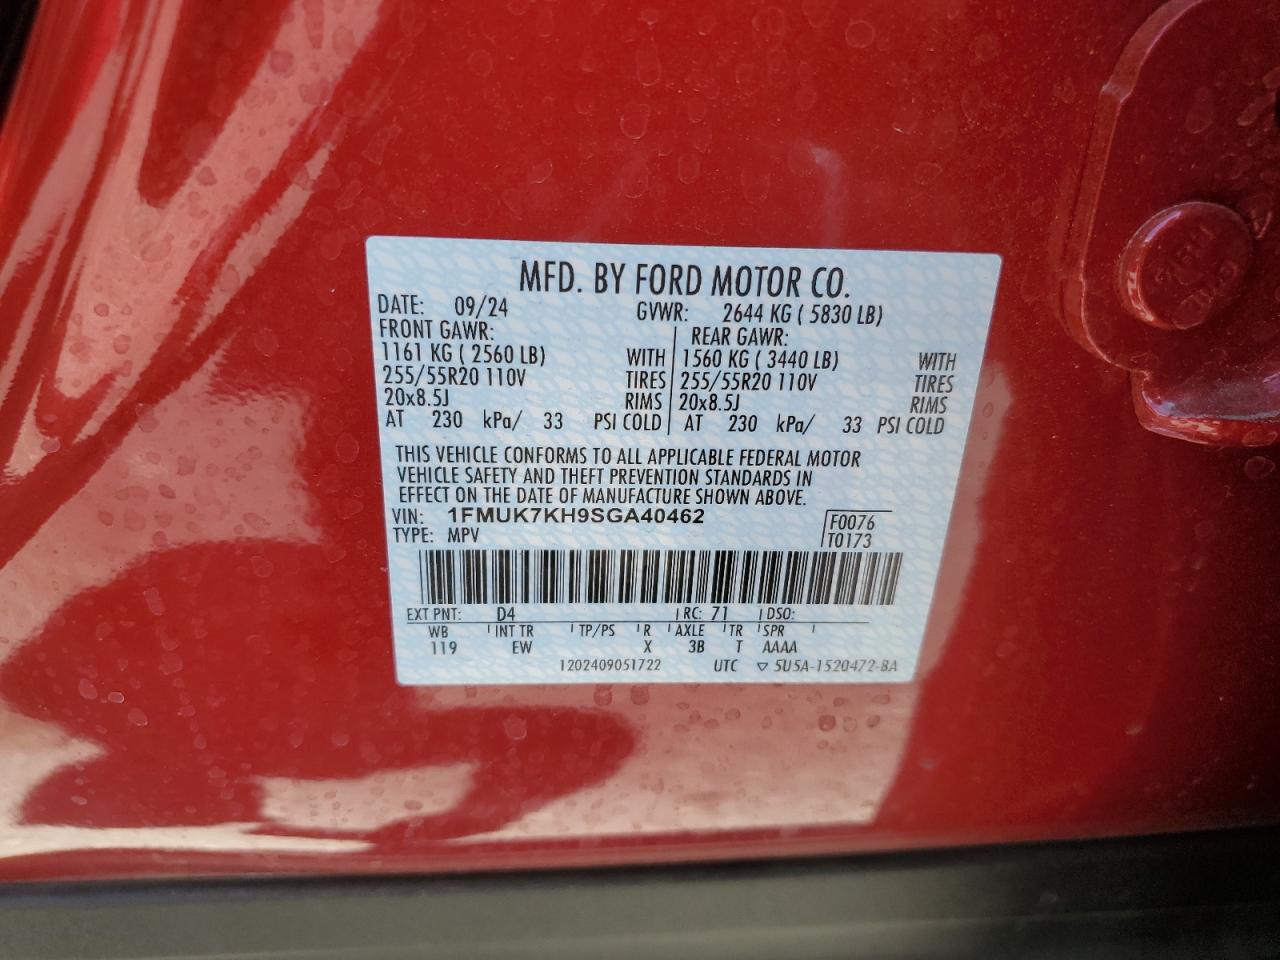 MFD. BY FORD MOTOR CO.
DATE: 09/24 GVWR: 2644 KG ( 5830 LB)
FRONT GAWR: REAR GAWR:
1161 KG ( 2560 LB) WITH 1560 KG ( 3440 LB) WITH
255/55R20 110V TIRES 255/55R20 110V TIRES
20x8.5J RIMS 20x8.5J RIMS
AT 230 kPa/ 33 PSI COLD AT 230 kPa/ 33 PSI COLD
THIS VEHICLE CONFORMS TO ALL APPLICABLE FEDERAL MOTOR
VEHICLE SAFETY AND THEFT PREVENTION STANDARDS IN
EFFECT ON THE DATE OF MANUFACTURE SHOWN ABOVE.
VIN: 1FMUK7KH9SGA40462 F0076
TYPE: MPV T0173
EXT PNT: D4 RC: 71 DSO:
WB INT TR TP/PS R AXLE TR SPR
119 EW X 3B T AAAA
1202409051722 UTC ▽ 5U5A-1520472-BA